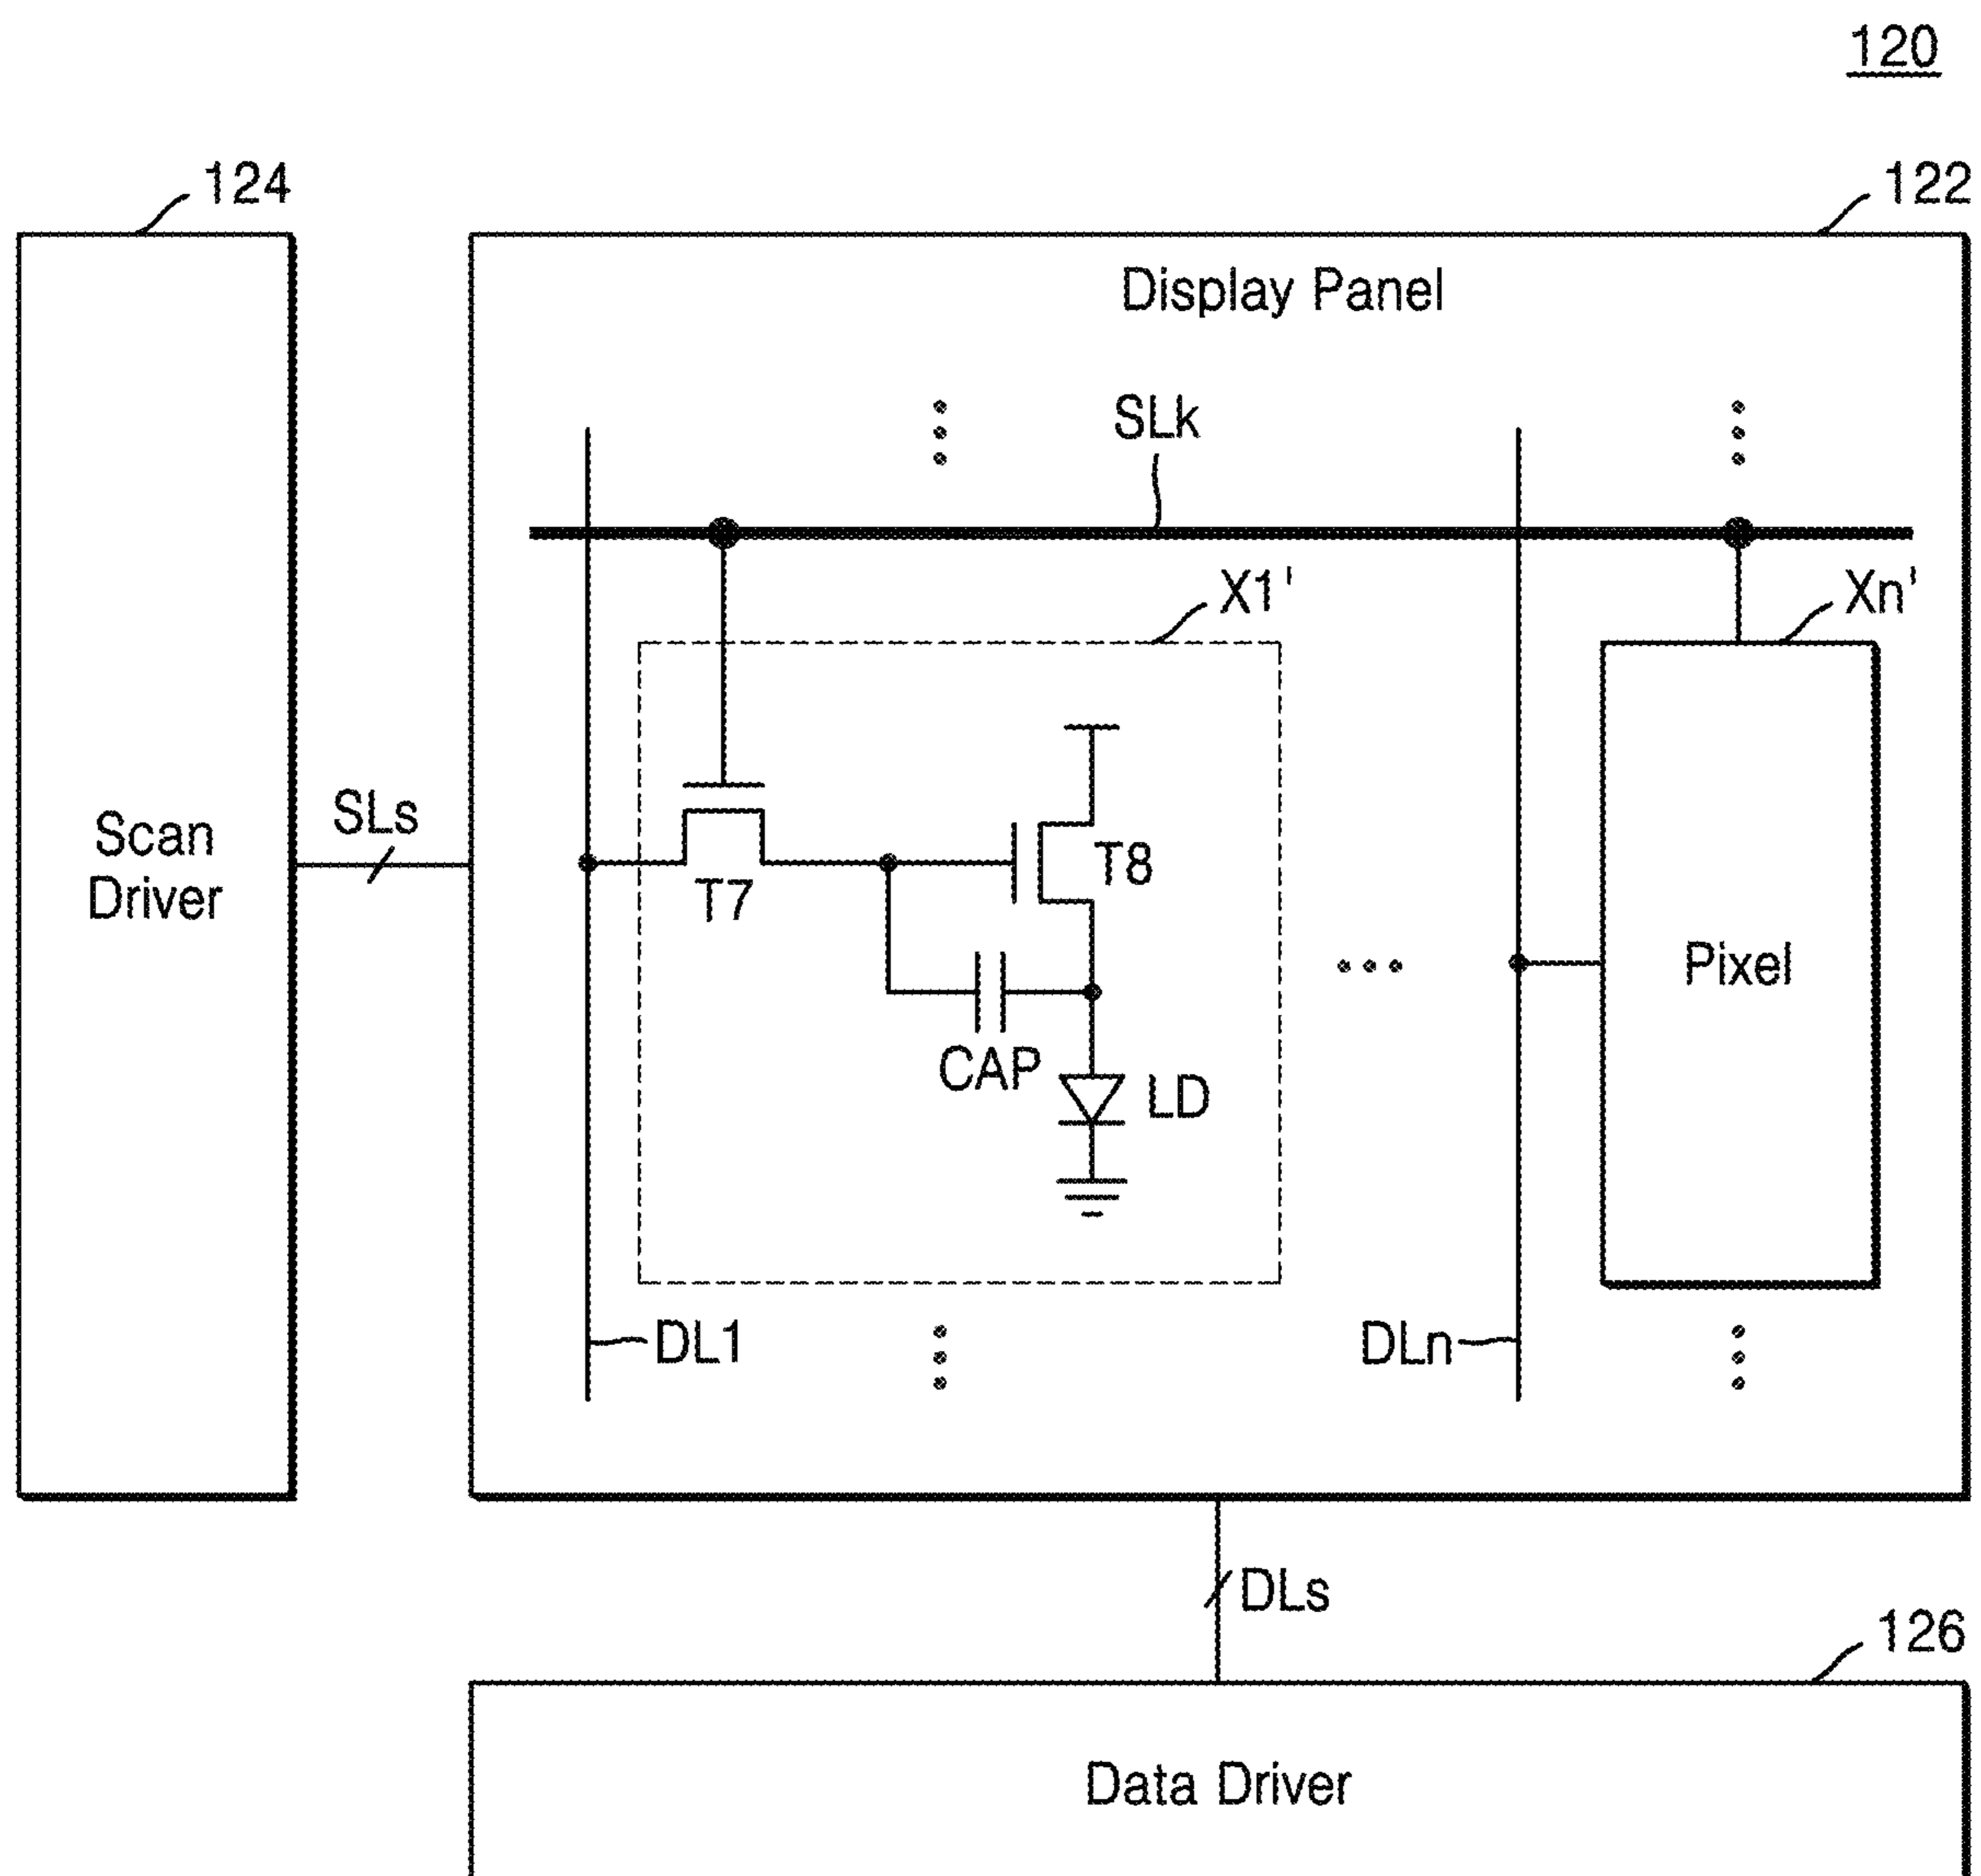 120
124
122
Display Panel
SLk
X1'
Xn'
SLs
Scan
Driver
T7
T8
Pixel
CAP
LD
DL1
DLn
DLs
126
Data Driver